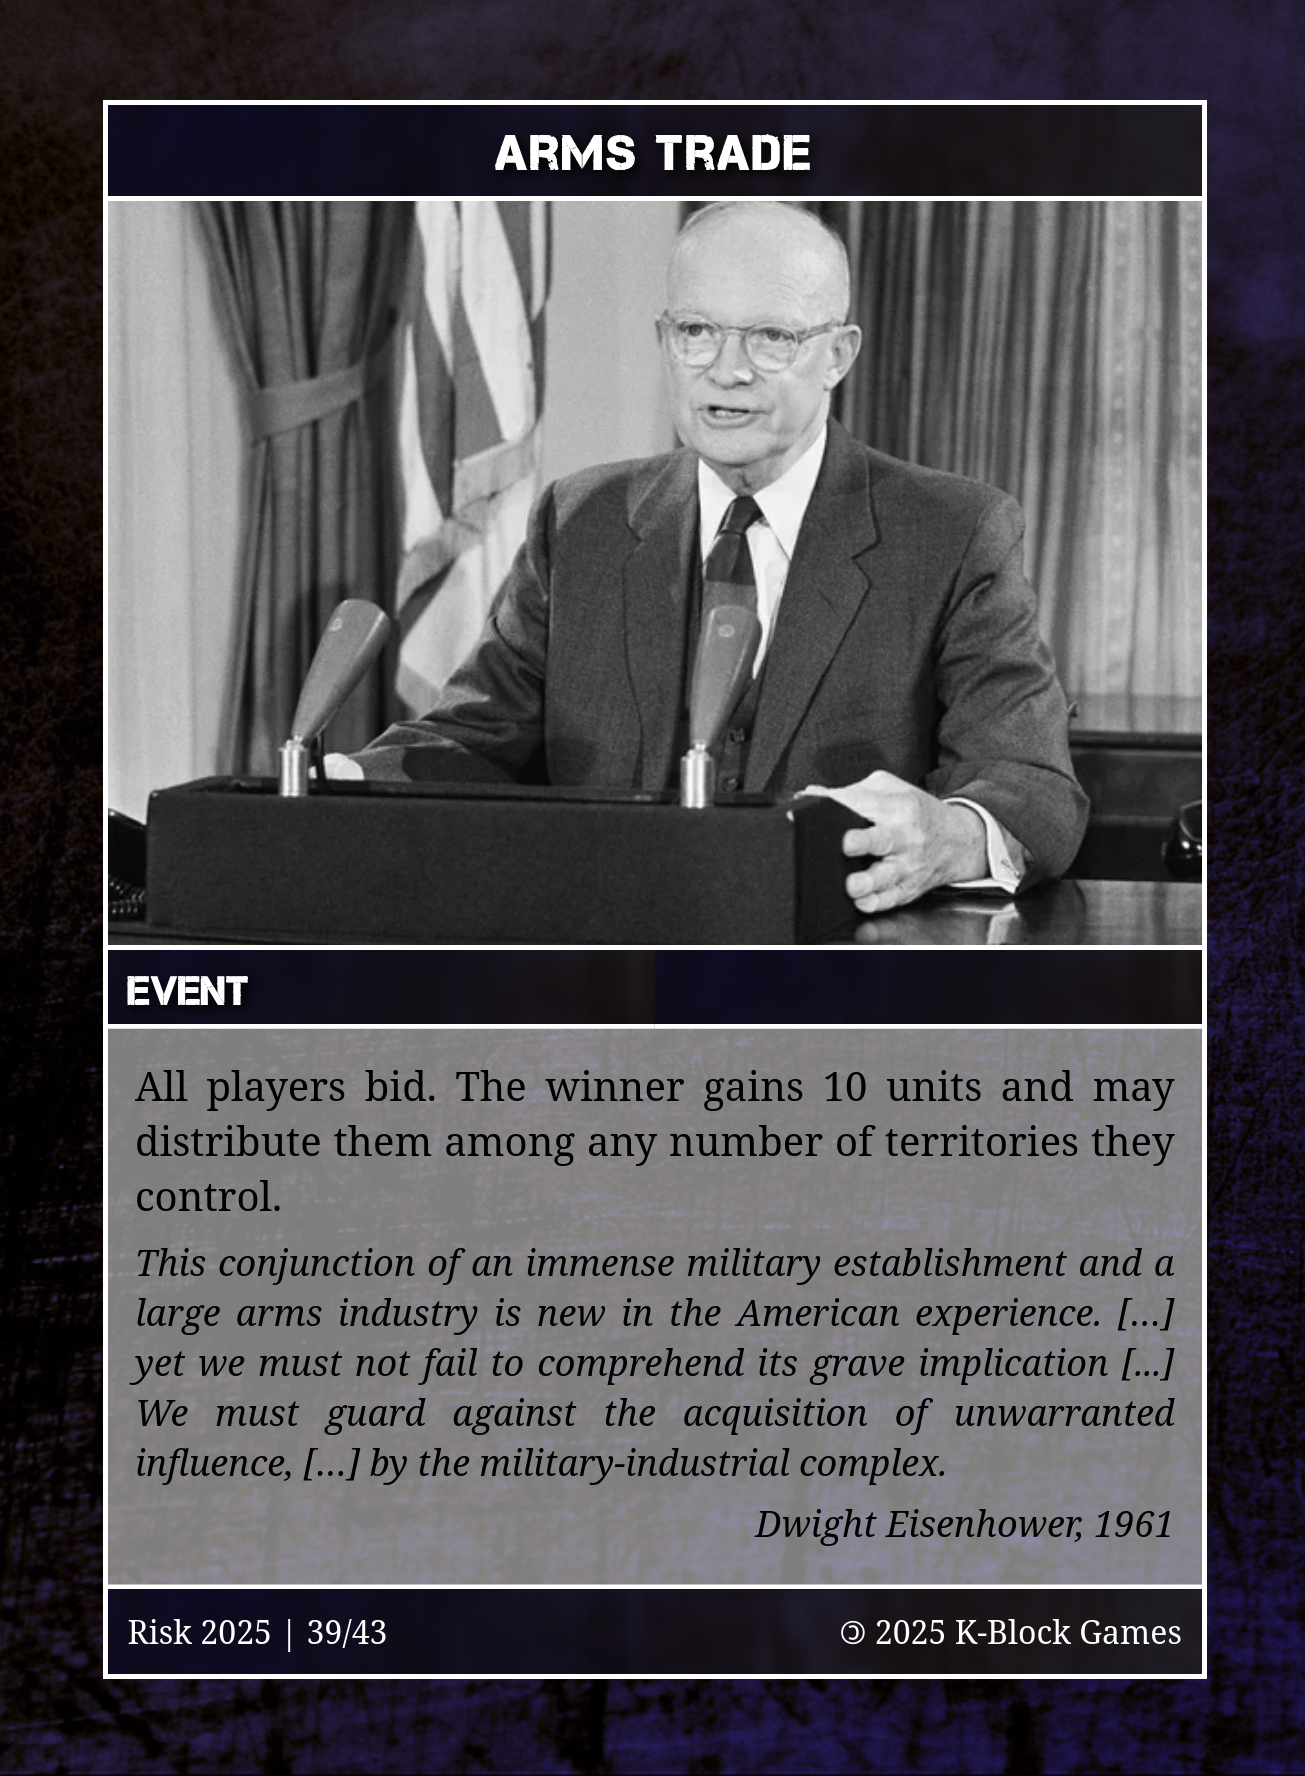 ARMS TRADE
EVENT
All players bid. The winner gains 10 units and may
distribute them among any number of territories they
control.
This conjunction of an immense military establishment and a
large arms industry is new in the American experience. […]
yet we must not fail to comprehend its grave implication [...]
We must guard against the acquisition of unwarranted
influence, […] by the military-industrial complex.
Dwight Eisenhower, 1961
Risk 2025 | 39/43
🄯 2025 K-Block Games